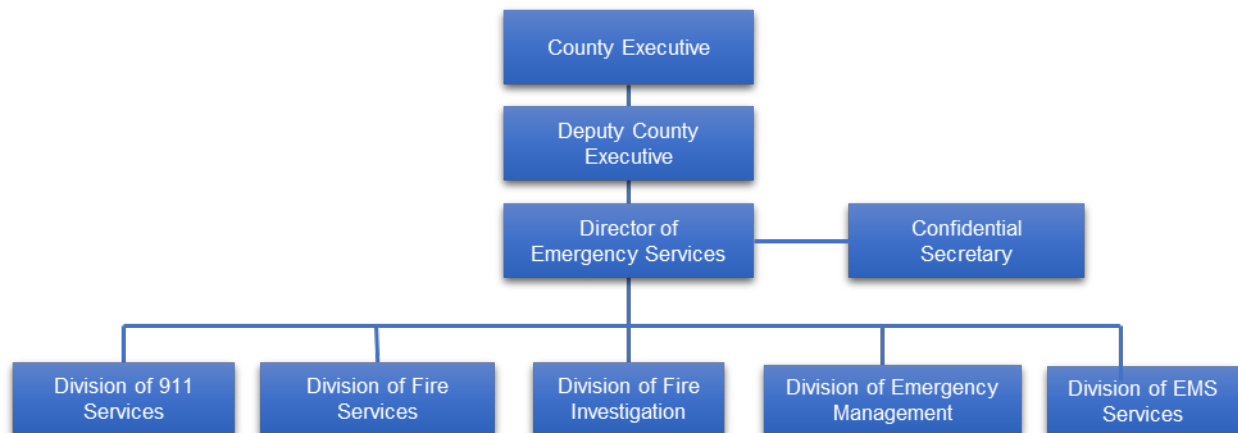 County Executive
Deputy County
Executive
Director of
Emergency Services
Confidential
Secretary
Division of 911
Services
Division of Fire
Services
Division of Fire
Investigation
Division of Emergency
Management
Division of EMS
Services